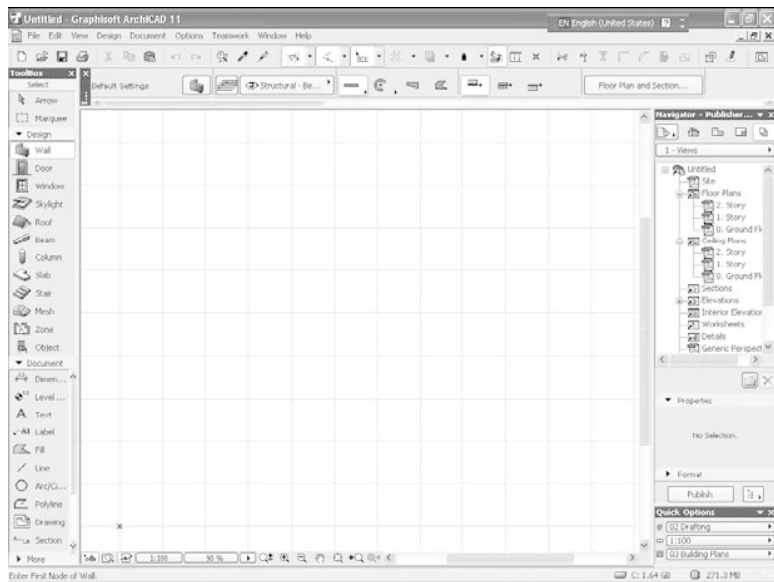 Untitled - Graphisoft ArchiCAD 11
EN English (United States)
File Edit View Design Document Options Teamwork Window Help
ToolBox
Select
Default Settings
Structural - Be...
Floor Plan and Section...
Arrow
Marquee
Design
Wall
Door
Window
Skylight
Roof
Beam
Column
Slab
Stair
Mesh
Zone
Object
Document
Dimen...
Level ...
A Text
A1 Label
Fill
Line
Arc/Ci...
Polyline
Drawing
Section
More
Navigator - Publisher...
1 - Views
Untitled
Site
Floor Plans
2. Story
1. Story
0. Ground Fl
Ceiling Plans
2. Story
1. Story
0. Ground Fl
Sections
Elevations
Interior Elevation
Worksheets
Details
Generic Perspect
Properties
No Selection.
Format
Publish
Quick Options
02 Drafting
1:100
03 Building Plans
1:100
90 %
Enter First Node of Wall.
C: 1.64 GB
271.3 MB